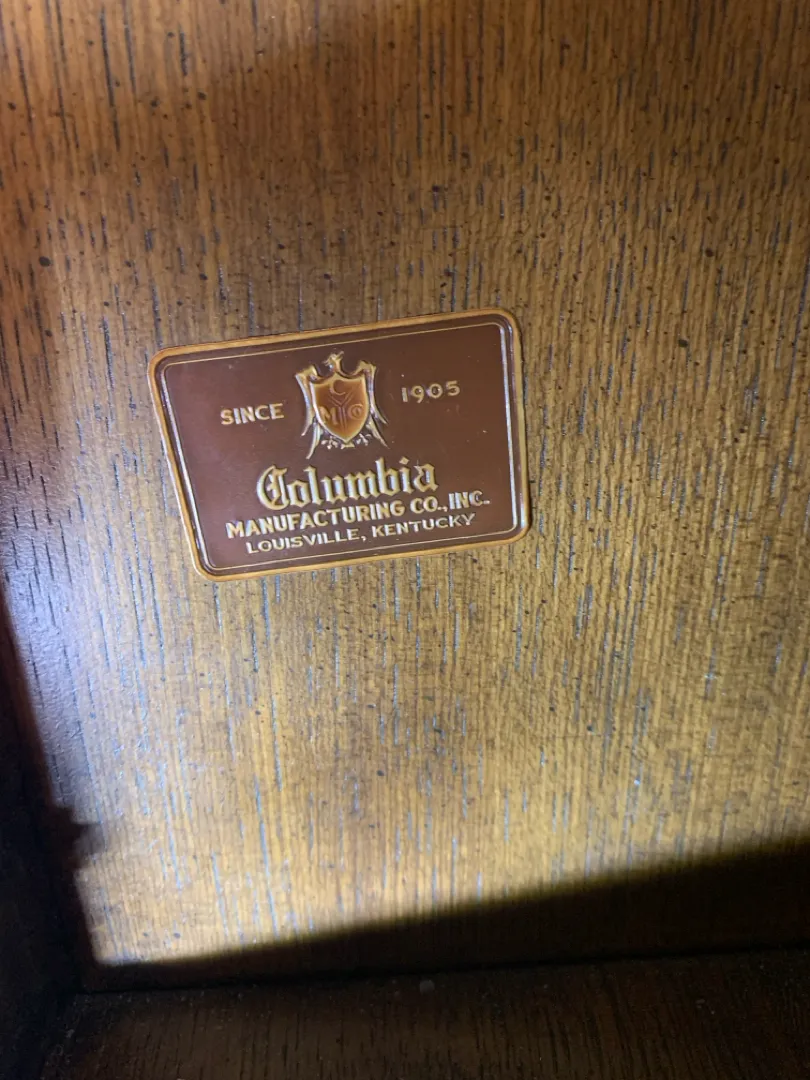 SINCE 1905
Columbia
MANUFACTURING CO., INC.
LOUISVILLE, KENTUCKY